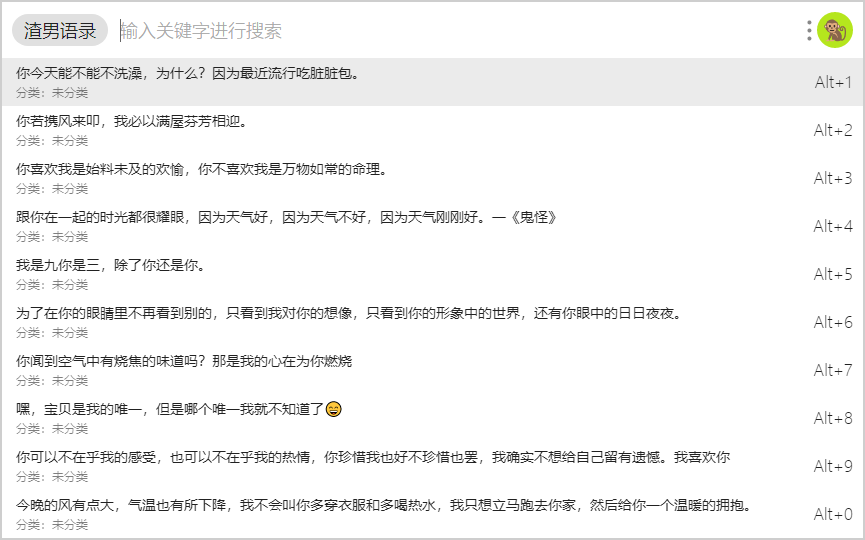 渣男语录
输入关键字进行搜索
你今天能不能不洗澡，为什么？因为最近流行吃脏脏包。
分类：未分类
Alt+1
你若携风来叩，我必以满屋芬芳相迎。
分类：未分类
Alt+2
你喜欢我是始料未及的欢愉，你不喜欢我是万物如常的命理。
分类：未分类
Alt+3
跟你在一起的时光都很耀眼，因为天气好，因为天气不好，因为天气刚刚好。—《鬼怪》
分类：未分类
Alt+4
我是九你是三，除了你还是你。
分类：未分类
Alt+5
为了在你的眼睛里不再看到别的，只看到我对你的想像，只看到你的形象中的世界，还有你眼中的日日夜夜。
分类：未分类
Alt+6
你闻到空气中有烧焦的味道吗？那是我的心在为你燃烧
分类：未分类
Alt+7
嘿，宝贝是我的唯一，但是哪个唯一我就不知道了😄
分类：未分类
Alt+8
你可以不在乎我的感受，也可以不在乎我的热情，你珍惜我也好不珍惜也罢，我确实不想给自己留有遗憾。我喜欢你
分类：未分类
Alt+9
今晚的风有点大，气温也有所下降，我不会叫你多穿衣服和多喝热水，我只想立马跑去你家，然后给你一个温暖的拥抱。
分类：未分类
Alt+0